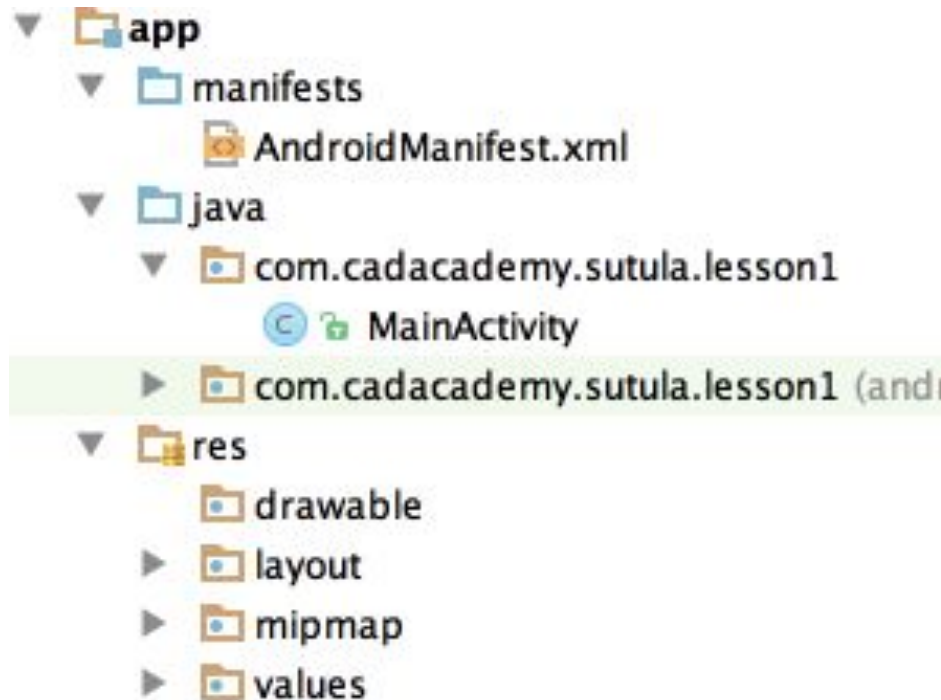 app
manifests
AndroidManifest.xml
java
com.cadacademy.sutula.lesson1
C MainActivity
com.cadacademy.sutula.lesson1 (andr
res
drawable
layout
mipmap
values